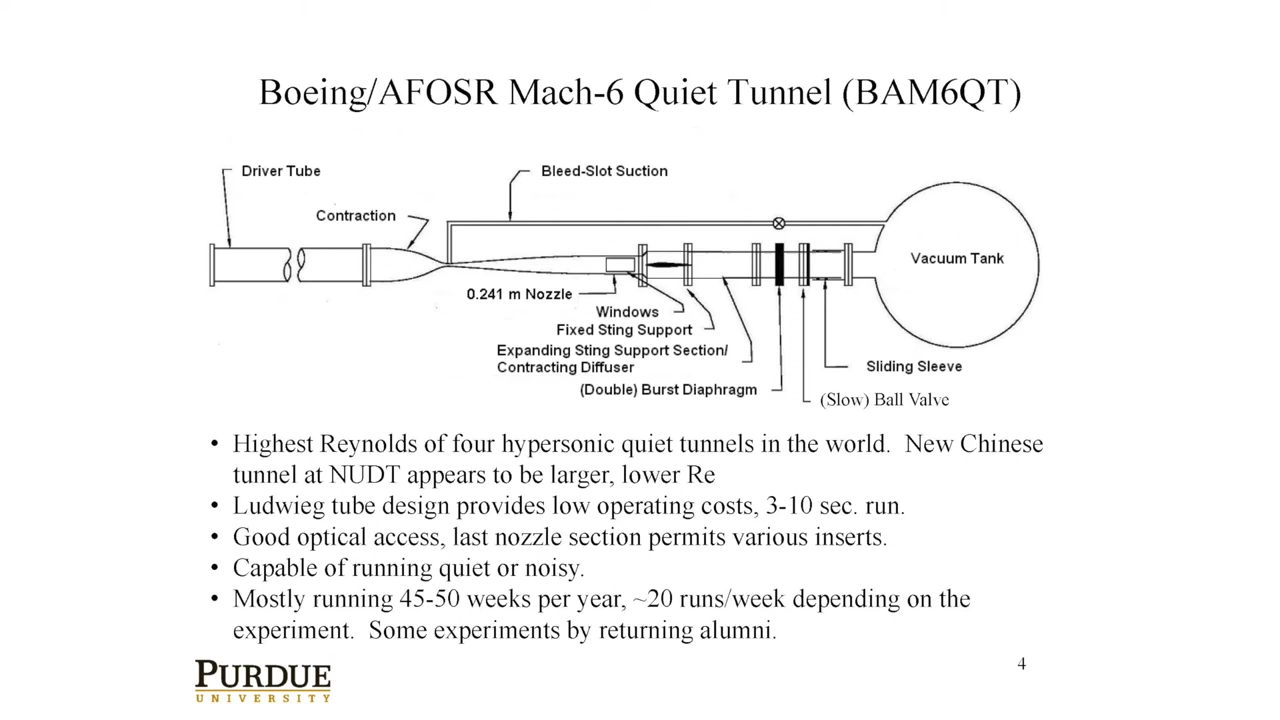 Boeing/AFOSR Mach-6 Quiet Tunnel (BAM6QT)
Driver Tube
Bleed-Slot Suction
Contraction
Vacuum Tank
0.241 m Nozzle
Windows
Fixed Sting Support
Expanding Sting Support Section/
Contracting Diffuser
Sliding Sleeve
(Double) Burst Diaphragm
(Slow) Ball Valve
• Highest Reynolds of four hypersonic quiet tunnels in the world.  New Chinese
tunnel at NUDT appears to be larger, lower Re
• Ludwieg tube design provides low operating costs, 3-10 sec. run.
• Good optical access, last nozzle section permits various inserts.
• Capable of running quiet or noisy.
• Mostly running 45-50 weeks per year, ~20 runs/week depending on the
experiment.  Some experiments by returning alumni.
PURDUE
UNIVERSITY
4